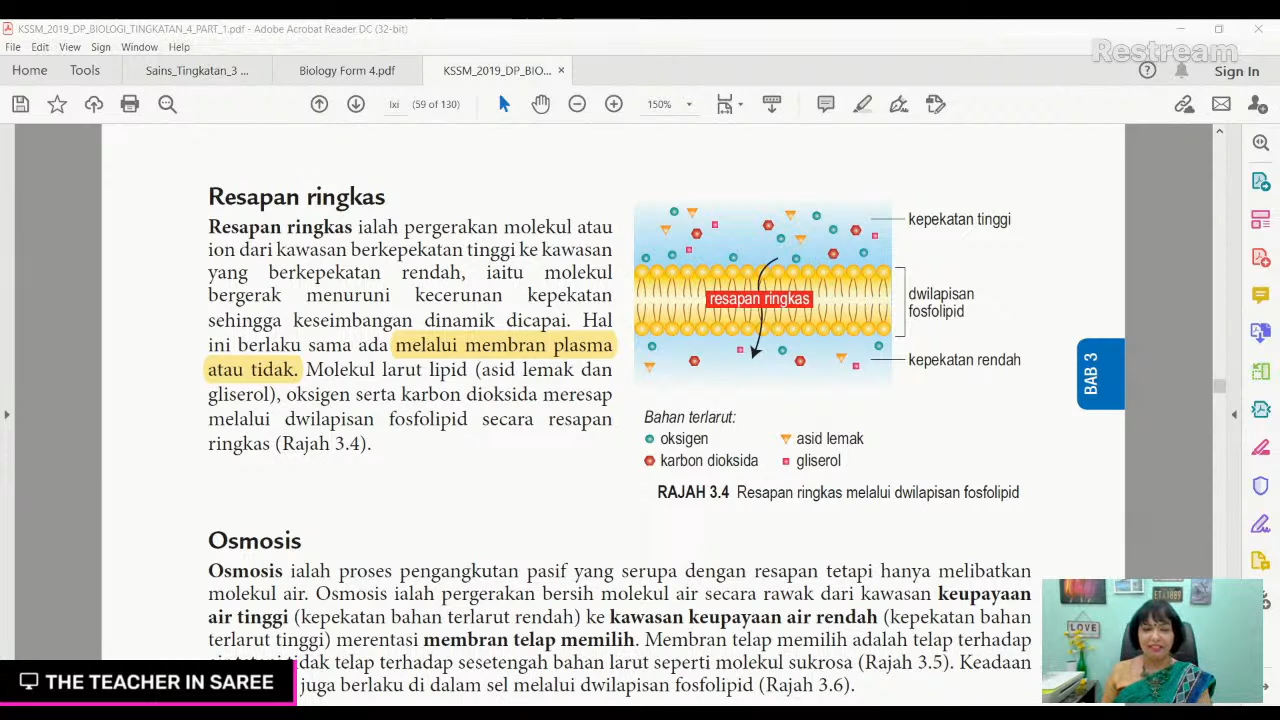 KSSM_2019_DP_BIOLOGI_TINGKATAN_4_PART_1.pdf - Adobe Acrobat Reader DC (32-bit)
File Edit View Sign Window Help
Restream
Home Tools Sains_Tingkatan_3 ... Biology Form 4.pdf KSSM_2019_DP_BIO... × Sign In
lxi (59 of 130) 150%
Resapan ringkas
Resapan ringkas ialah pergerakan molekul atau
ion dari kawasan berkepekatan tinggi ke kawasan
yang berkepekatan rendah, iaitu molekul
bergerak menuruni kecerunan kepekatan
sehingga keseimbangan dinamik dicapai. Hal
ini berlaku sama ada melalui membran plasma
atau tidak. Molekul larut lipid (asid lemak dan
gliserol), oksigen serta karbon dioksida meresap
melalui dwilapisan fosfolipid secara resapan
ringkas (Rajah 3.4).
kepekatan tinggi
resapan ringkas
dwilapisan
fosfolipid
kepekatan rendah
BAB 3
Bahan terlarut:
oksigen asid lemak
karbon dioksida gliserol
RAJAH 3.4 Resapan ringkas melalui dwilapisan fosfolipid
Osmosis
Osmosis ialah proses pengangkutan pasif yang serupa dengan resapan tetapi hanya melibatkan
molekul air. Osmosis ialah pergerakan bersih molekul air secara rawak dari kawasan keupayaan
air tinggi (kepekatan bahan terlarut rendah) ke kawasan keupayaan air rendah (kepekatan bahan
terlarut tinggi) merentasi membran telap memilih. Membran telap memilih adalah telap terhadap
tidak telap terhadap sesetengah bahan larut seperti molekul sukrosa (Rajah 3.5). Keadaan
juga berlaku di dalam sel melalui dwilapisan fosfolipid (Rajah 3.6).
THE TEACHER IN SAREE
LOVE